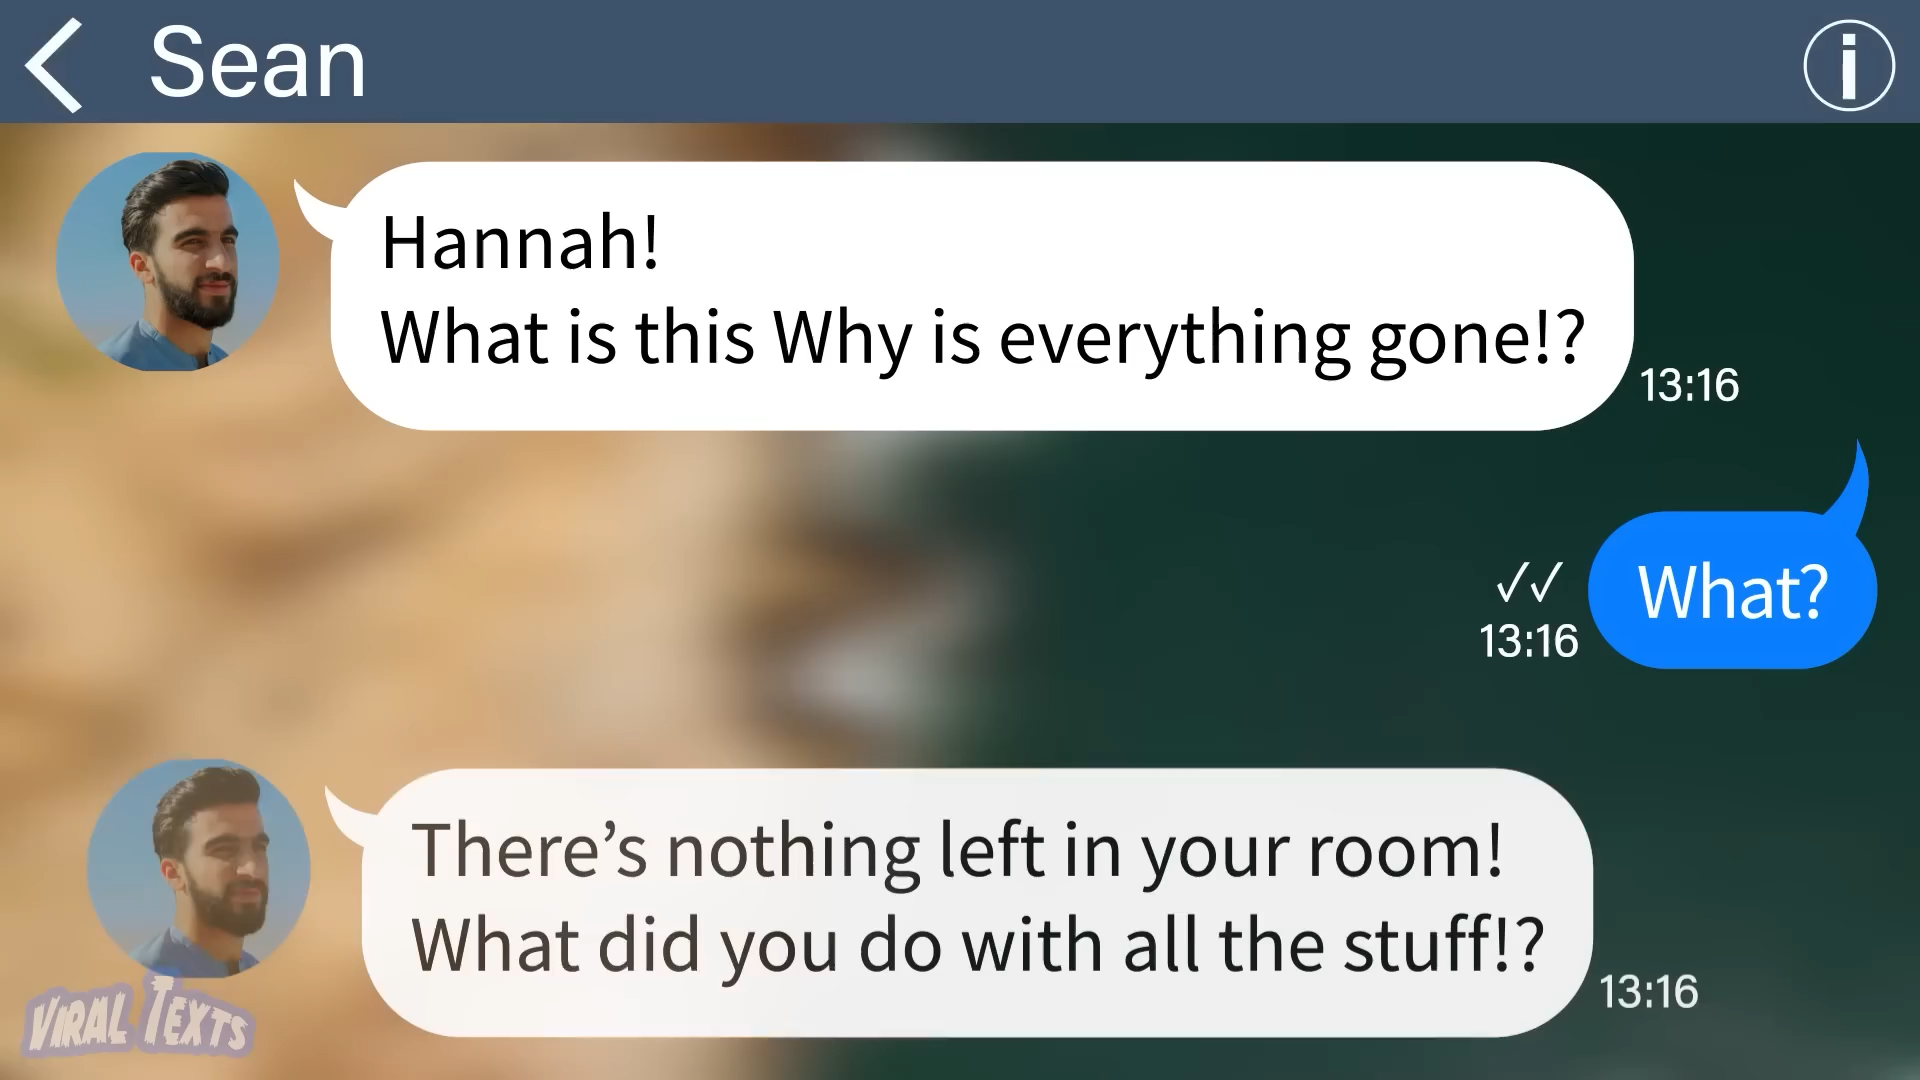 Sean
i
Hannah!
What is this Why is everything gone!?
13:16
What?
✓✓
13:16
There’s nothing left in your room!
What did you do with all the stuff!?
13:16
VIRAL TEXTS